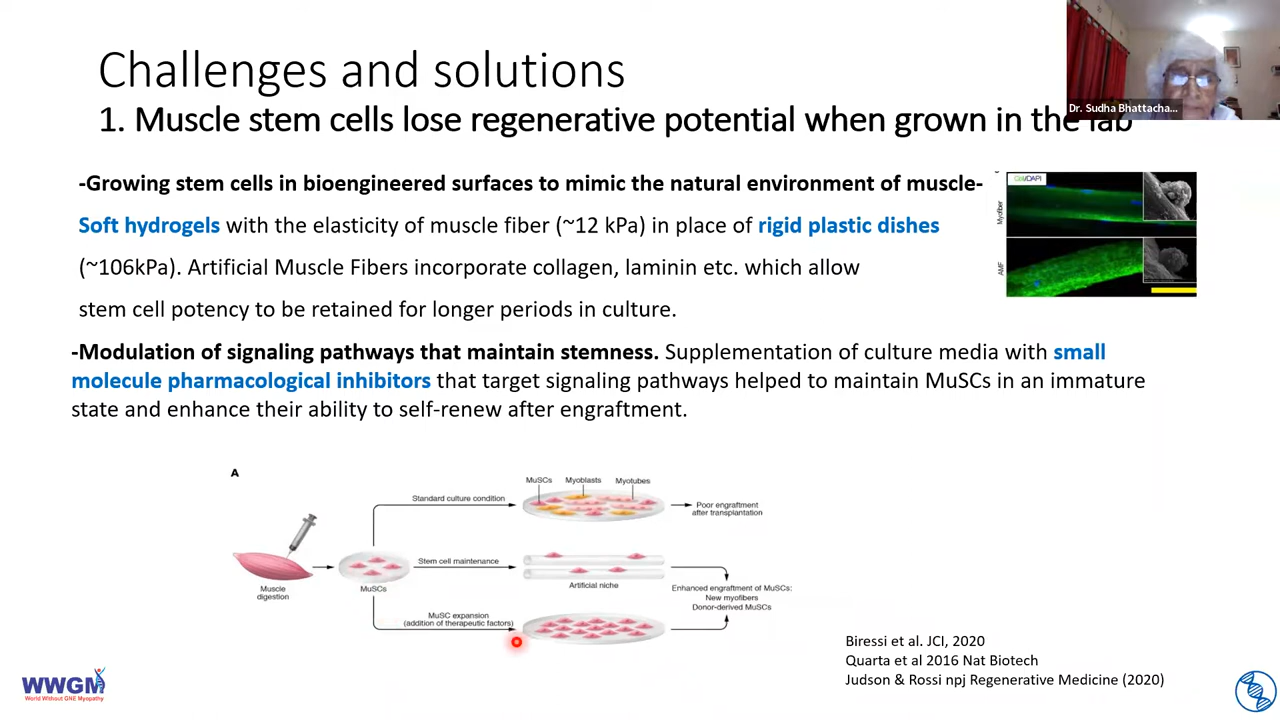 Challenges and solutions
1. Muscle stem cells lose regenerative potential when grown in the lab
Dr. Sudha Bhattacha...
-Growing stem cells in bioengineered surfaces to mimic the natural environment of muscle-
Soft hydrogels with the elasticity of muscle fiber (~12 kPa) in place of rigid plastic dishes
(~106kPa). Artificial Muscle Fibers incorporate collagen, laminin etc. which allow
stem cell potency to be retained for longer periods in culture.
/DAPI
Myofiber
AMF
-Modulation of signaling pathways that maintain stemness. Supplementation of culture media with small
molecule pharmacological inhibitors that target signaling pathways helped to maintain MuSCs in an immature
state and enhance their ability to self-renew after engraftment.
A
MuSCs Myoblasts Myotubes
Standard culture condition
Poor engraftment
after transplantation
Muscle
digestion
MuSCs
Stem cell maintenance
Artificial niche
Enhanced engraftment of MuSCs:
New myofibers
Donor-derived MuSCs
MuSC expansion
(addition of therapeutic factors)
Biressi et al. JCI, 2020
Quarta et al 2016 Nat Biotech
Judson & Rossi npj Regenerative Medicine (2020)
WWGM
World Without GNE Myopathy